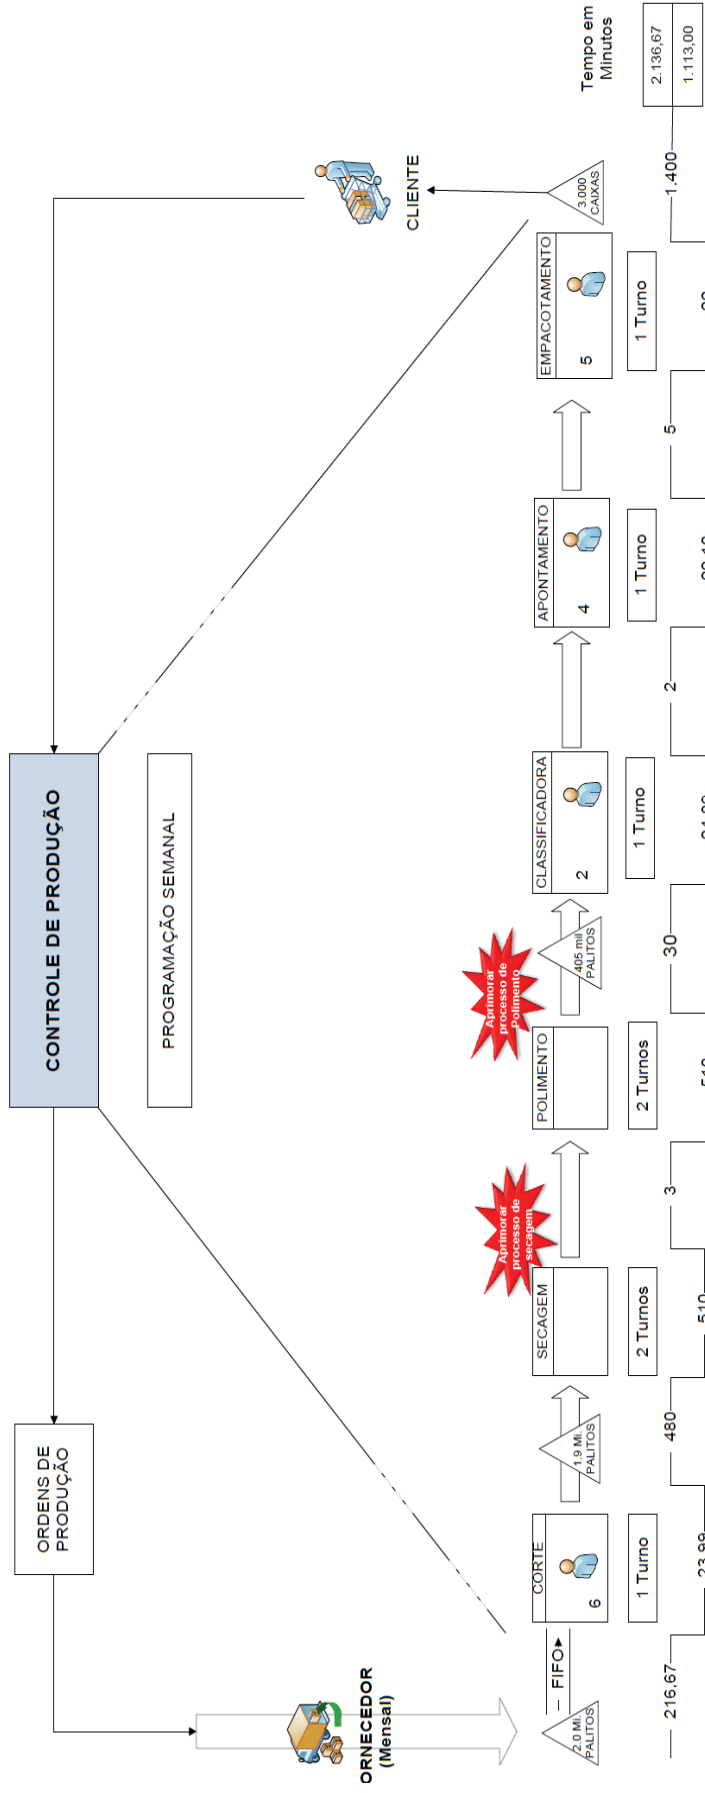 CONTROLE DE PRODUÇÃO
PROGRAMAÇÃO SEMANAL
ORDENS DE
PRODUÇÃO
ORNECEDOR
(Mensal)
CLIENTE
2.0 Mi.
PALITOS
FIFO
CORTE
6
1 Turno
1.9 Mi.
PALITOS
SECAGEM
2 Turnos
Aprimorar
processo de
secagem
POLIMENTO
2 Turnos
Aprimorar
processo de
Polimento
405 mil
PALITOS
CLASSIFICADORA
2
1 Turno
APONTAMENTO
4
1 Turno
EMPACOTAMENTO
5
1 Turno
3.000
CAIXAS
Tempo em
Minutos
216,67
23,99
480
510
3
30
2
5
1.400
2.136,67
1.113,00